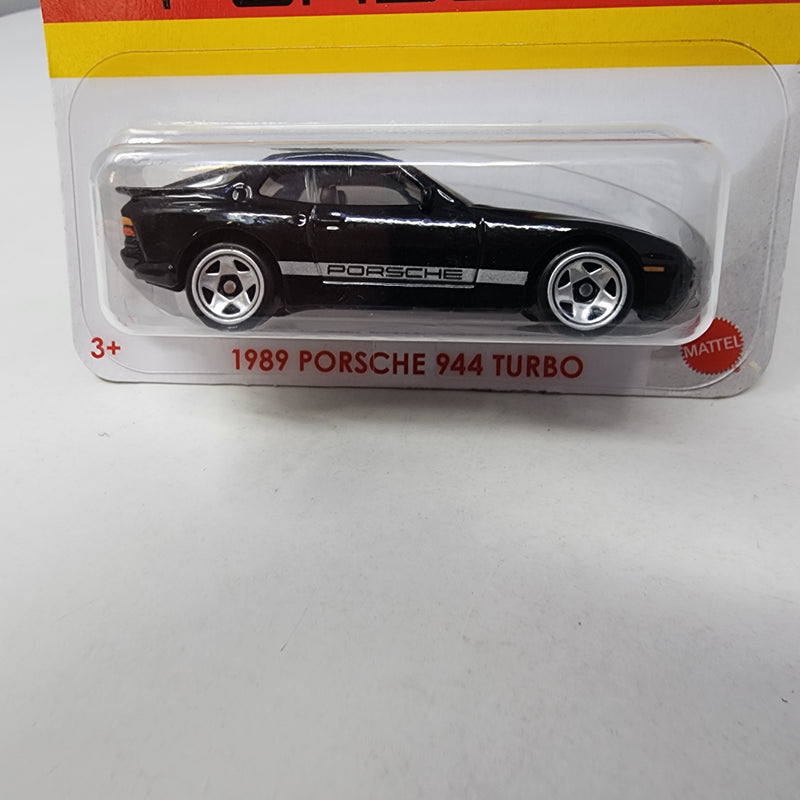 PORSCHE
3+
1989 PORSCHE 944 TURBO
MATTEL